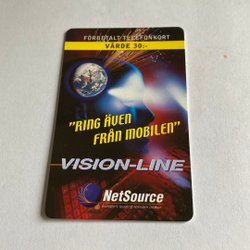 FÖRBETALT TELEFONKORT
VÄRDE 30:-
"RING ÄVEN
FRÅN MOBILEN"
VISION-LINE
NetSource